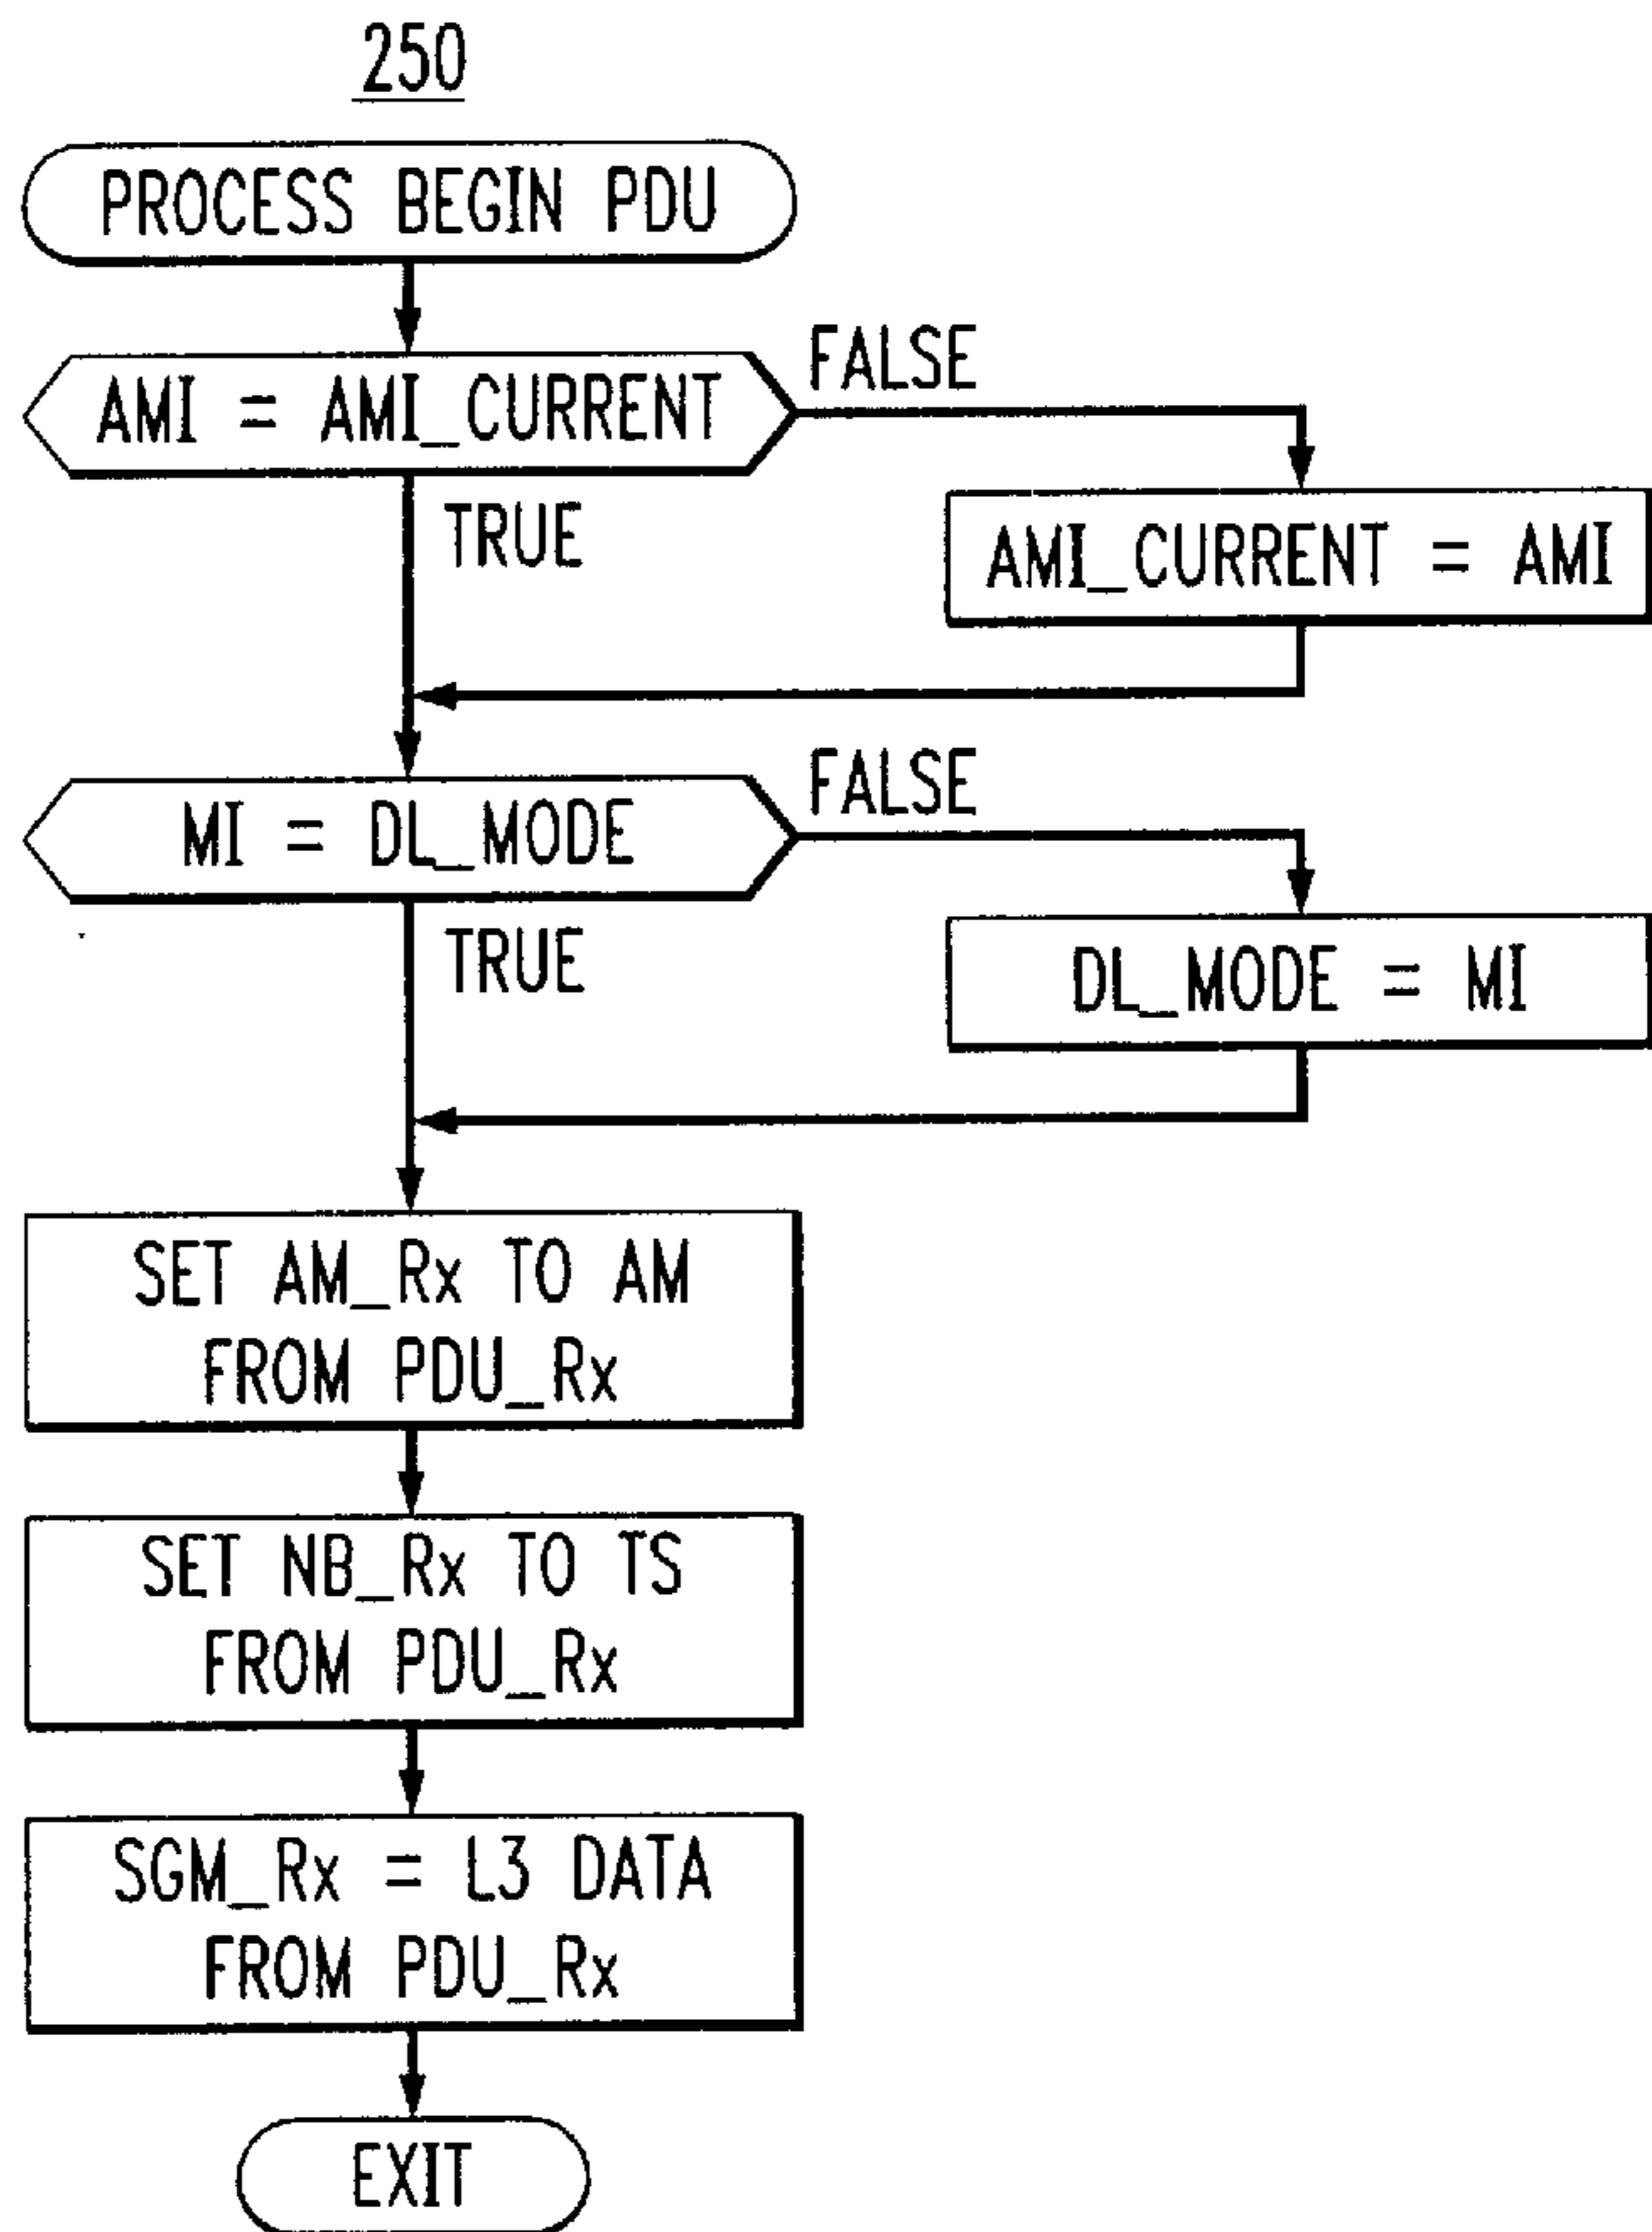 250
PROCESS BEGIN PDU
AMI = AMI_CURRENT
FALSE
TRUE
AMI_CURRENT = AMI
MI = DL_MODE
FALSE
TRUE
DL_MODE = MI
SET AM_Rx TO AM
FROM PDU_Rx
SET NB_Rx TO TS
FROM PDU_Rx
SGM_Rx = L3 DATA
FROM PDU_Rx
EXIT